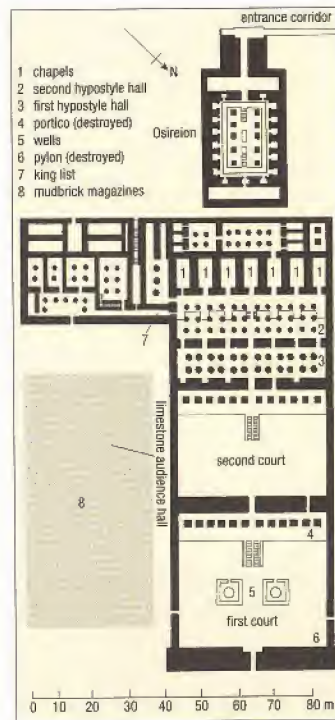 entrance corridor
N
1 chapels
2 second hypostyle hall
3 first hypostyle hall
4 portico (destroyed)
5 wells
6 pylon (destroyed)
7 king list
8 mudbrick magazines
Osireion
1 1 1 1 1 1 1
2
3
7
limestone audience hall
second court
8
4
5
first court
6
0 10 20 30 40 50 60 70 80 m